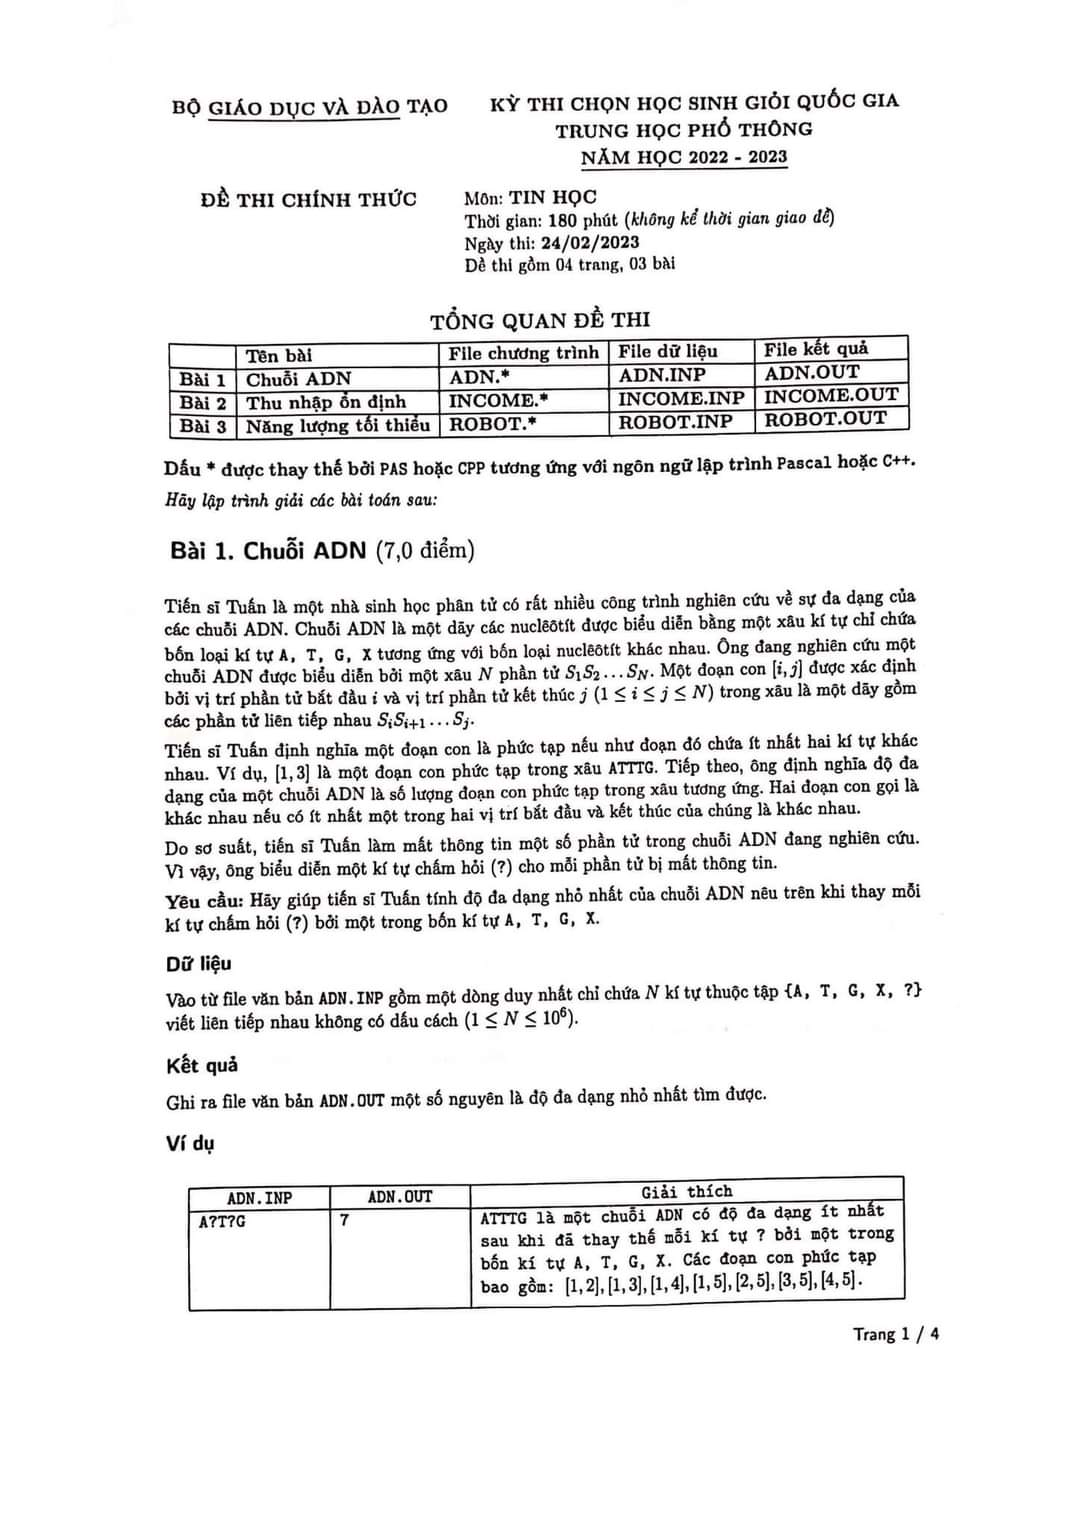 BỘ GIÁO DỤC VÀ ĐÀO TẠO
KỲ THI CHỌN HỌC SINH GIỎI QUỐC GIA
TRUNG HỌC PHỔ THÔNG
NĂM HỌC 2022 - 2023
ĐỀ THI CHÍNH THỨC
Môn: TIN HỌC
Thời gian: 180 phút (không kể thời gian giao đề)
Ngày thi: 24/02/2023
Đề thi gồm 04 trang, 03 bài
TỔNG QUAN ĐỀ THI
Tên bài | File chương trình | File dữ liệu | File kết quả
Bài 1 | Chuỗi ADN | ADN.* | ADN.INP | ADN.OUT
Bài 2 | Thu nhập ổn định | INCOME.* | INCOME.INP | INCOME.OUT
Bài 3 | Năng lượng tối thiểu | ROBOT.* | ROBOT.INP | ROBOT.OUT
Dấu * được thay thế bởi PAS hoặc CPP tương ứng với ngôn ngữ lập trình Pascal hoặc C++.
Hãy lập trình giải các bài toán sau:
Bài 1. Chuỗi ADN (7,0 điểm)
Tiến sĩ Tuấn là một nhà sinh học phân tử có rất nhiều công trình nghiên cứu về sự đa dạng của
các chuỗi ADN. Chuỗi ADN là một dãy các nuclêôtít được biểu diễn bằng một xâu kí tự chỉ chứa
bốn loại kí tự A, T, G, X tương ứng với bốn loại nuclêôtít khác nhau. Ông đang nghiên cứu một
chuỗi ADN được biểu diễn bởi một xâu N phần tử S₁S₂...Sₙ. Một đoạn con [i, j] được xác định
bởi vị trí phần tử bắt đầu i và vị trí phần tử kết thúc j (1 ≤ i ≤ j ≤ N) trong xâu là một dãy gồm
các phần tử liên tiếp nhau SᵢSᵢ₊₁...Sⱼ.
Tiến sĩ Tuấn định nghĩa một đoạn con là phức tạp nếu như đoạn đó chứa ít nhất hai kí tự khác
nhau. Ví dụ, [1, 3] là một đoạn con phức tạp trong xâu ATTTG. Tiếp theo, ông định nghĩa độ đa
dạng của một chuỗi ADN là số lượng đoạn con phức tạp trong xâu tương ứng. Hai đoạn con gọi là
khác nhau nếu có ít nhất một trong hai vị trí bắt đầu và kết thúc của chúng là khác nhau.
Do sơ suất, tiến sĩ Tuấn làm mất thông tin một số phần tử trong chuỗi ADN đang nghiên cứu.
Vì vậy, ông biểu diễn một kí tự chấm hỏi (?) cho mỗi phần tử bị mất thông tin.
Yêu cầu: Hãy giúp tiến sĩ Tuấn tính độ đa dạng nhỏ nhất của chuỗi ADN nêu trên khi thay mỗi
kí tự chấm hỏi (?) bởi một trong bốn kí tự A, T, G, X.
Dữ liệu
Vào từ file văn bản ADN.INP gồm một dòng duy nhất chỉ chứa N kí tự thuộc tập {A, T, G, X, ?}
viết liên tiếp nhau không có dấu cách (1 ≤ N ≤ 10⁶).
Kết quả
Ghi ra file văn bản ADN.OUT một số nguyên là độ đa dạng nhỏ nhất tìm được.
Ví dụ
ADN.INP | ADN.OUT | Giải thích
A?T?G | 7 | ATTTG là một chuỗi ADN có độ đa dạng ít nhất
sau khi đã thay thế mỗi kí tự ? bởi một trong
bốn kí tự A, T, G, X. Các đoạn con phức tạp
bao gồm: [1,2],[1,3],[1,4],[1,5],[2,5],[3,5],[4,5].
Trang 1 / 4